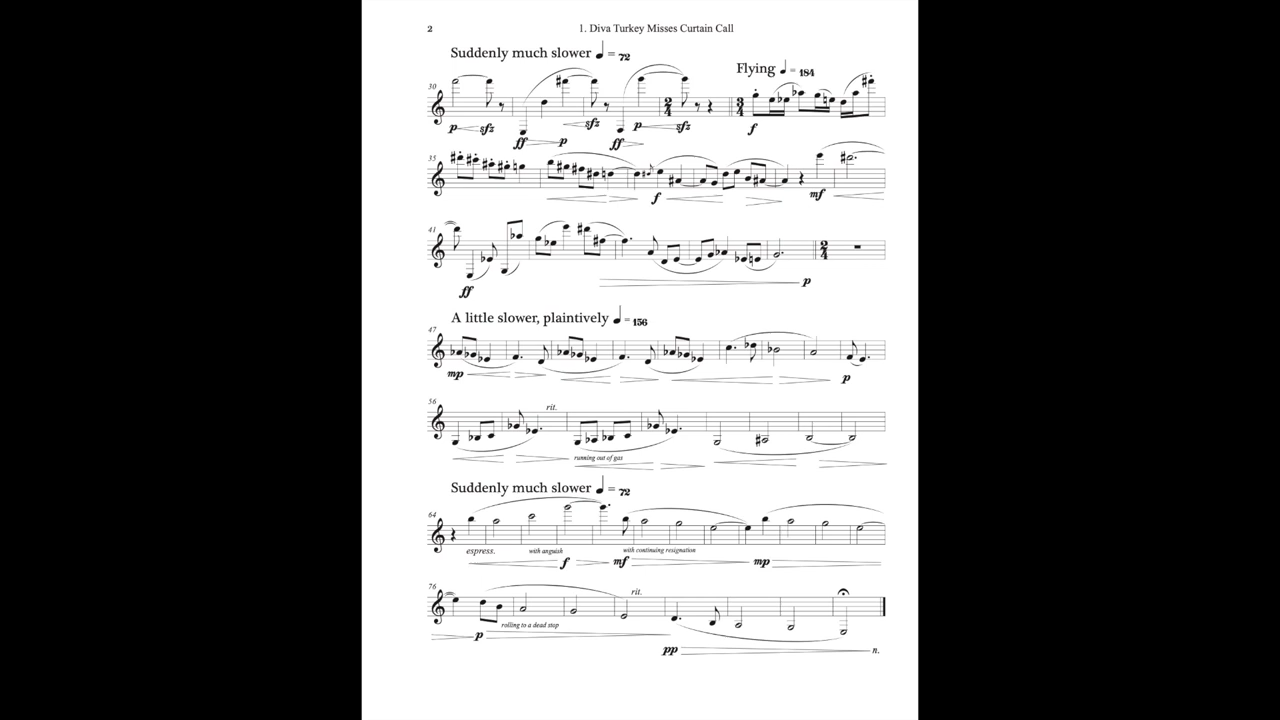 2 1. Diva Turkey Misses Curtain Call
Suddenly much slower ♩ = 72
Flying ♩ = 184
30
p sfz ff p sfz ff p sfz f
35
f mf
41
ff p
A little slower, plaintively ♩ = 156
47
mp p
56
rit.
running out of gas
Suddenly much slower ♩ = 72
64
espress. with anguish with continuing resignation
f mf mp
76
rit.
rolling to a dead stop
p
pp n.